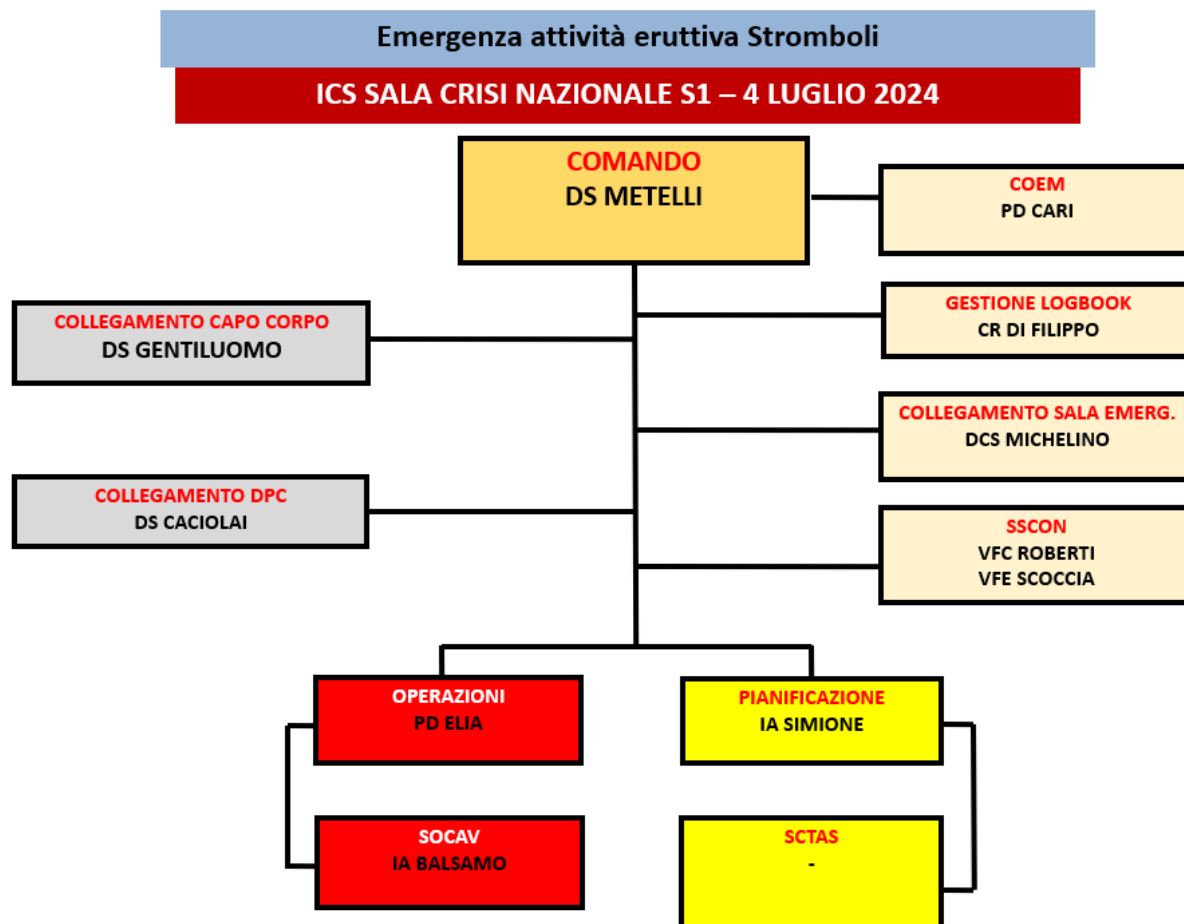 Emergenza attività eruttiva Stromboli
ICS SALA CRISI NAZIONALE S1 – 4 LUGLIO 2024
COMANDO
DS METELLI
COEM
PD CARI
GESTIONE LOGBOOK
CR DI FILIPPO
COLLEGAMENTO CAPO CORPO
DS GENTILUOMO
COLLEGAMENTO SALA EMERG.
DCS MICHELINO
COLLEGAMENTO DPC
DS CACIOLAI
SSCON
VFC ROBERTI
VFE SCOCCIA
OPERAZIONI
PD ELIA
PIANIFICAZIONE
IA SIMIONE
SOCAV
IA BALSAMO
SCTAS
-